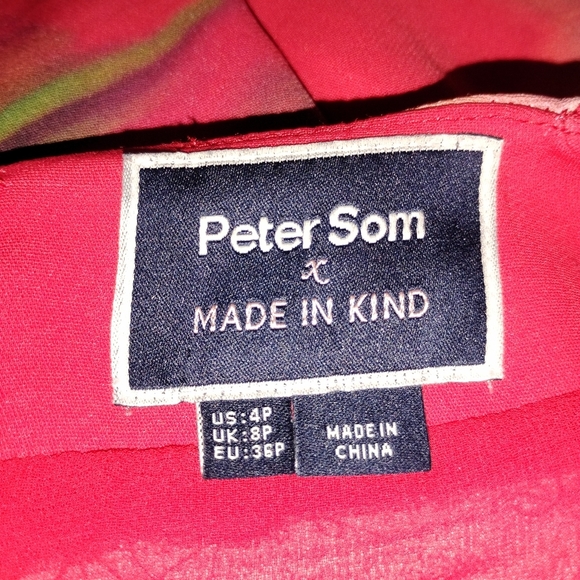 Peter Som
x
MADE IN KIND
US:4P
UK:8P
EU:36P
MADE IN
CHINA